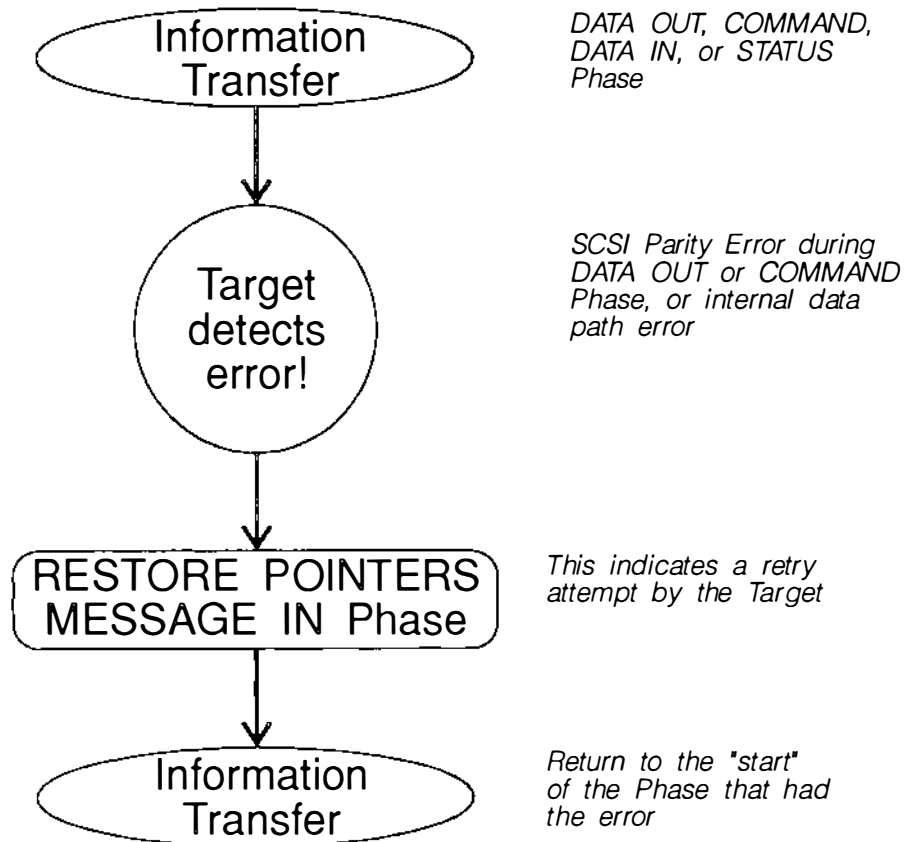 Information
Transfer
DATA OUT, COMMAND,
DATA IN, or STATUS
Phase
Target
detects
error!
SCSI Parity Error during
DATA OUT or COMMAND
Phase, or internal data
path error
RESTORE POINTERS
MESSAGE IN Phase
This indicates a retry
attempt by the Target
Information
Transfer
Return to the "start"
of the Phase that had
the error